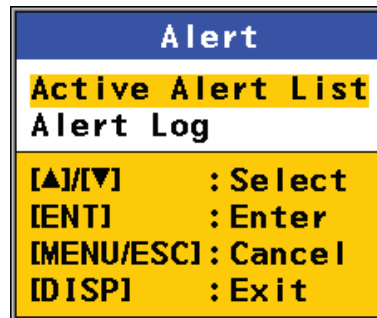 Alert
Active Alert List
Alert Log
[▲]/[▼] :Select
[ENT] :Enter
[MENU/ESC]:Cancel
[DISP] :Exit